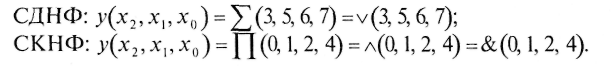 СДНФ: y(x₂, x₁, x₀) = ∑(3, 5, 6, 7) = ∨(3, 5, 6, 7);
СКНФ: y(x₂, x₁, x₀) = ∏(0, 1, 2, 4) = ∧(0, 1, 2, 4) = &(0, 1, 2, 4).